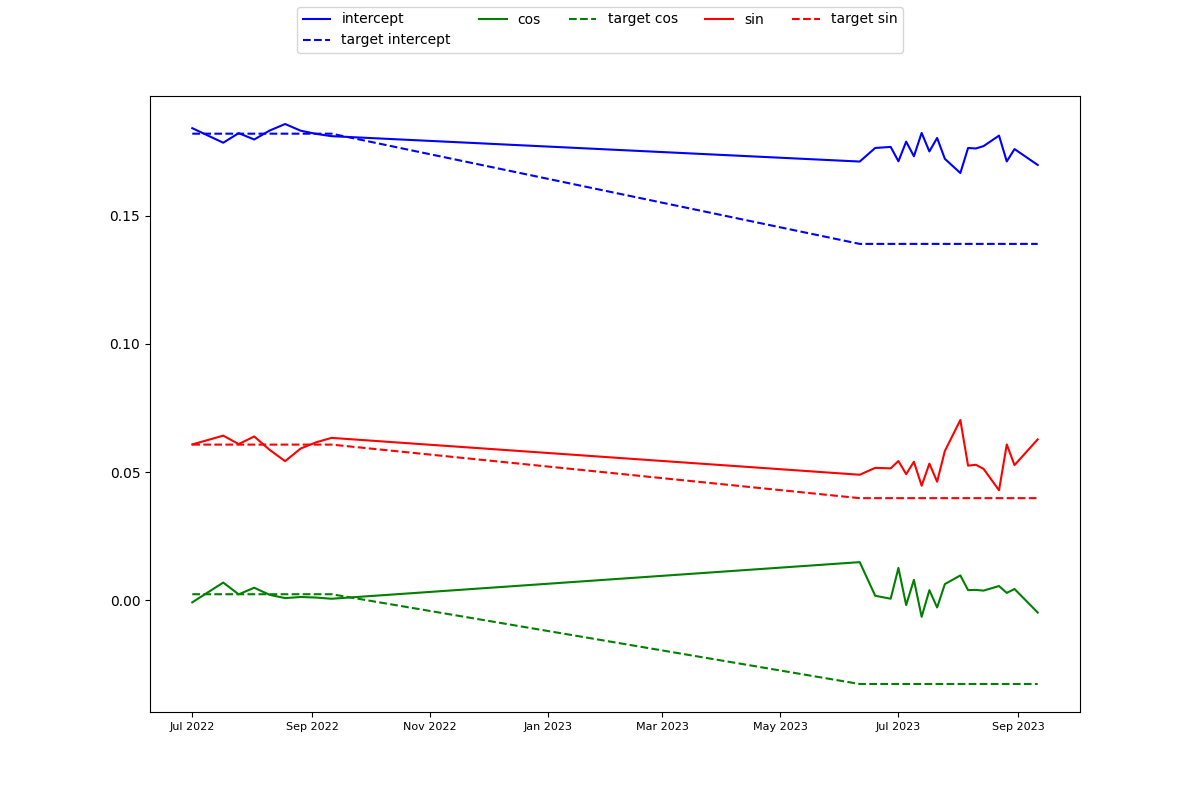 intercept cos target cos sin target sin
target intercept
0.15
0.10
0.05
0.00
Jul 2022 Sep 2022 Nov 2022 Jan 2023 Mar 2023 May 2023 Jul 2023 Sep 2023